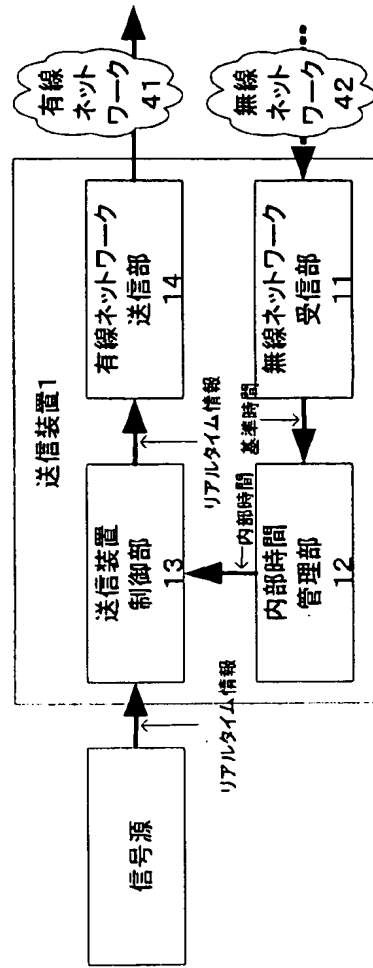 信号源
リアルタイム情報
送信装置1
送信装置
制御部
13
リアルタイム情報
有線ネットワーク
送信部
14
有線
ネット
ワーク
41
内部時間
内部時間
管理部
12
基準時間
無線ネットワーク
受信部
11
無線
ネット
ワーク
42